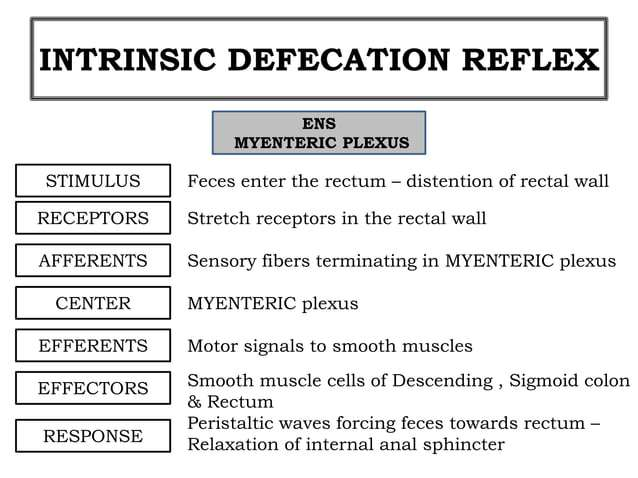 INTRINSIC DEFECATION REFLEX
ENS
MYENTERIC PLEXUS
STIMULUS Feces enter the rectum – distention of rectal wall
RECEPTORS Stretch receptors in the rectal wall
AFFERENTS Sensory fibers terminating in MYENTERIC plexus
CENTER MYENTERIC plexus
EFFERENTS Motor signals to smooth muscles
EFFECTORS Smooth muscle cells of Descending , Sigmoid colon
& Rectum
RESPONSE Peristaltic waves forcing feces towards rectum –
Relaxation of internal anal sphincter